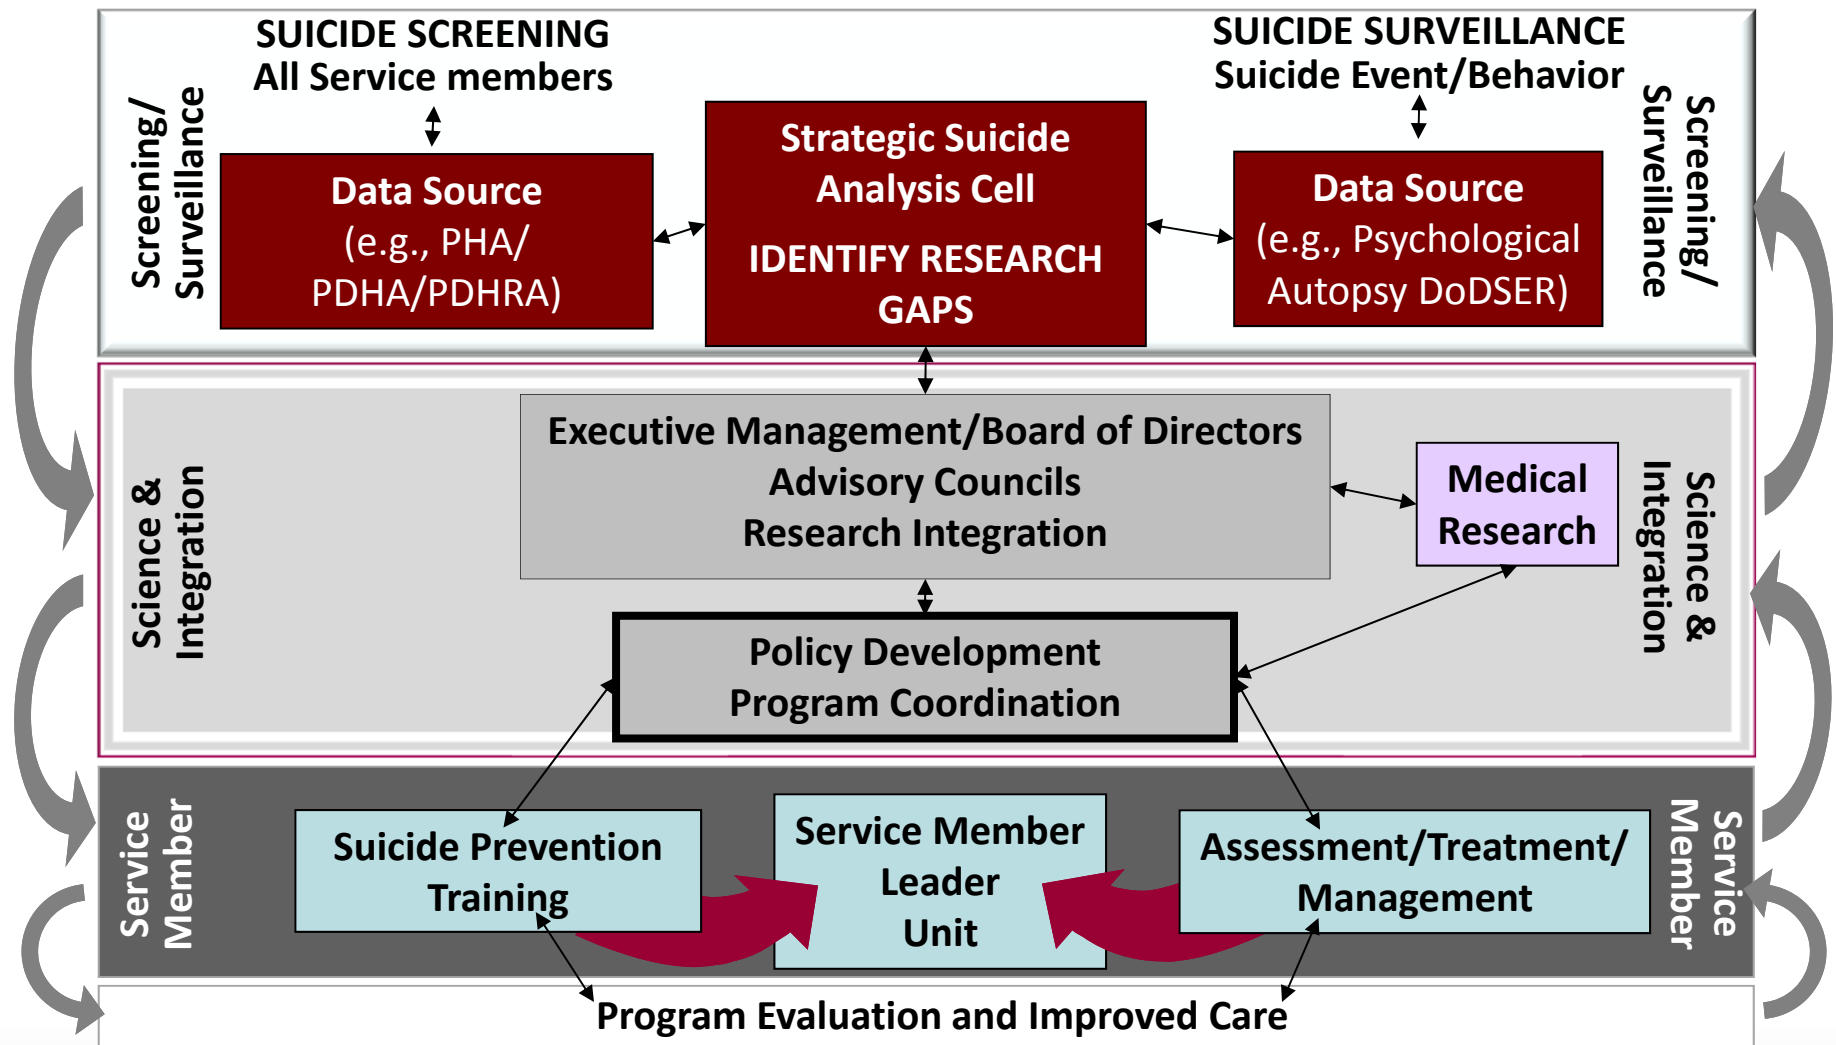 SUICIDE SCREENING
All Service members
SUICIDE SURVEILLANCE
Suicide Event/Behavior
Screening/
Surveillance
Data Source
(e.g., PHA/
PDHA/PDHRA)
Strategic Suicide
Analysis Cell
IDENTIFY RESEARCH
GAPS
Data Source
(e.g., Psychological
Autopsy DoDSER)
Screening/
Surveillance
Science &
Integration
Executive Management/Board of Directors
Advisory Councils
Research Integration
Medical
Research
Science &
Integration
Policy Development
Program Coordination
Service
Member
Suicide Prevention
Training
Service Member
Leader
Unit
Assessment/Treatment/
Management
Service
Member
Program Evaluation and Improved Care